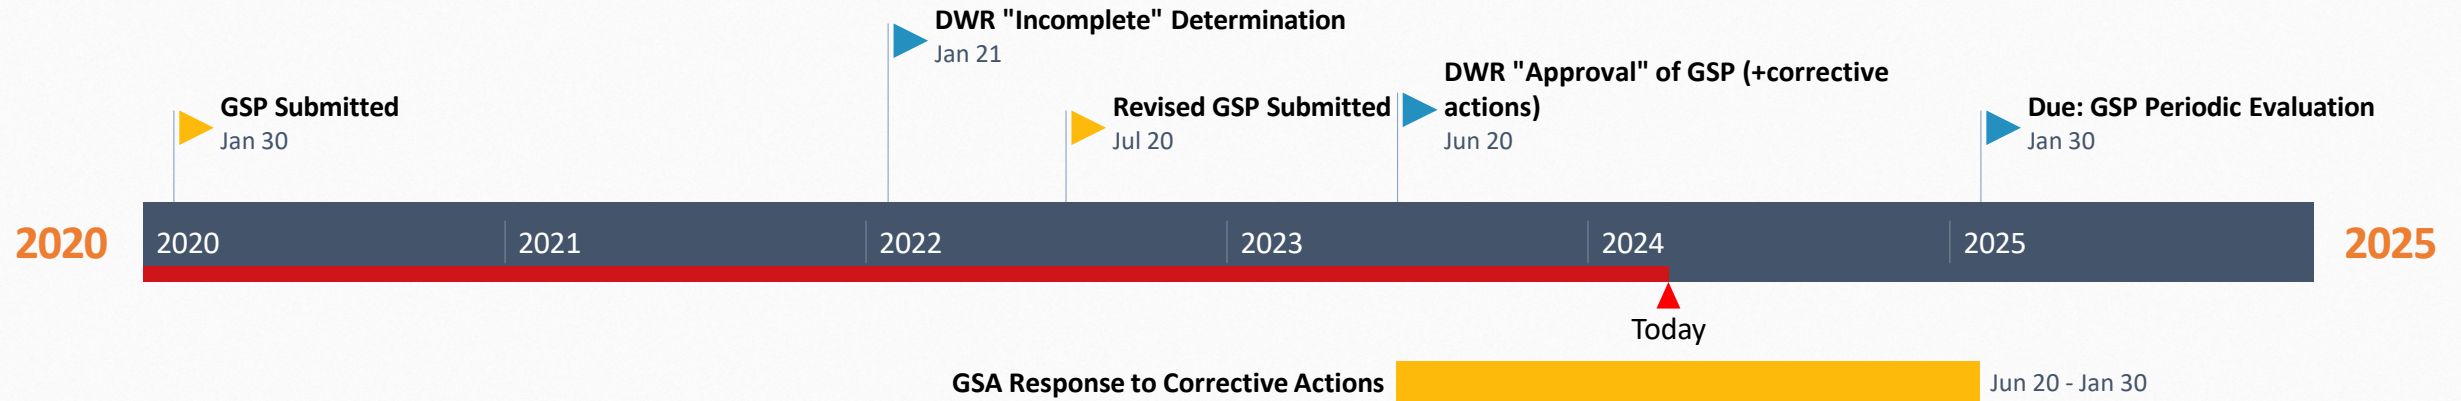 DWR "Incomplete" Determination
Jan 21
DWR "Approval" of GSP (+corrective
actions)
Jun 20
GSP Submitted
Jan 30
Revised GSP Submitted
Jul 20
Due: GSP Periodic Evaluation
Jan 30
2020
2020
2021
2022
2023
2024
2025
2025
Today
GSA Response to Corrective Actions
Jun 20 - Jan 30